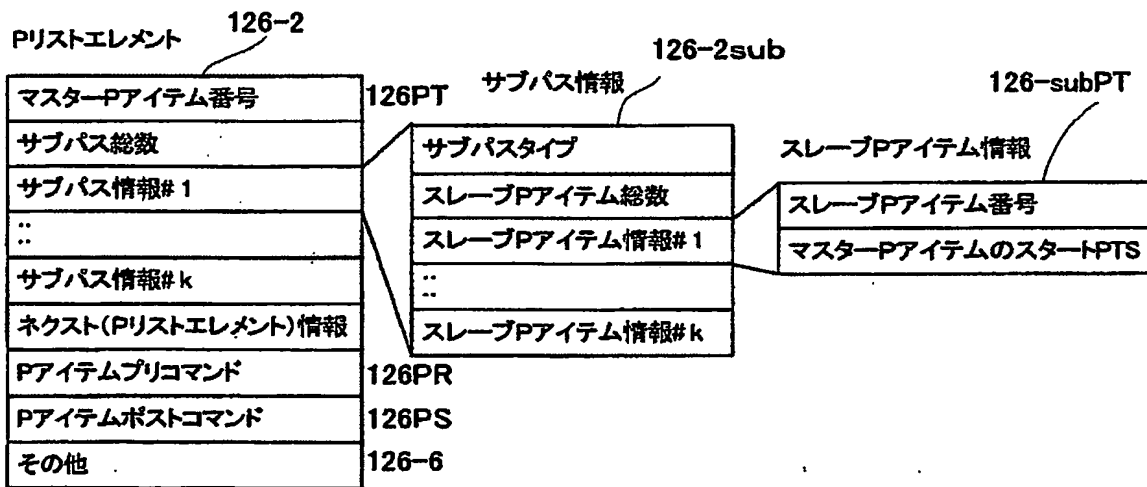 Pリストエレメント
126-2
マスターPアイテム番号
126PT
サブパス総数
サブパス情報#1
::
サブパス情報#k
ネクスト(Pリストエレメント)情報
Pアイテムプリコマンド
126PR
Pアイテムポストコマンド
126PS
その他
126-6
126-2sub
サブパス情報
サブパスタイプ
スレーブPアイテム総数
スレーブPアイテム情報#1
::
スレーブPアイテム情報#k
126-subPT
スレーブPアイテム情報
スレーブPアイテム番号
マスターPアイテムのスタートPTS